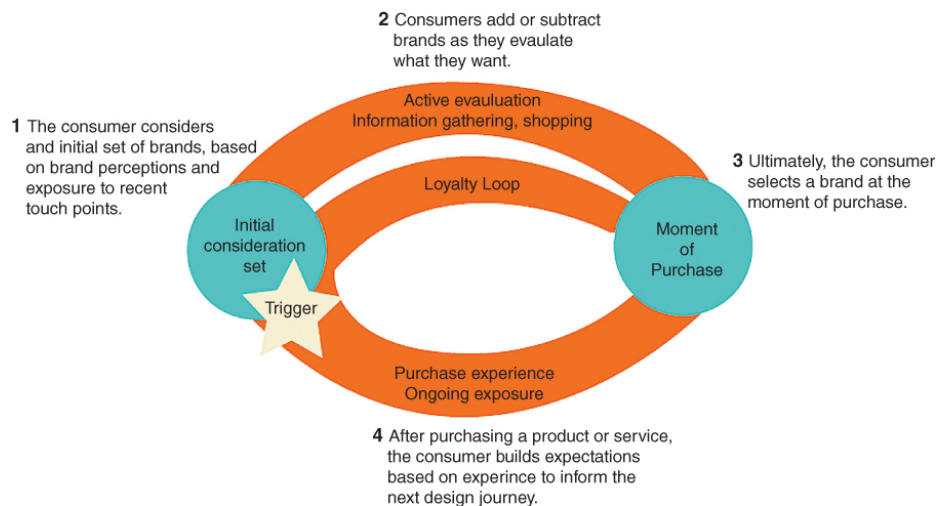 2 Consumers add or subtract
brands as they evaulate
what they want.
Active evauluation
Information gathering, shopping
1 The consumer considers
and initial set of brands, based
on brand perceptions and
exposure to recent
touch points.
Loyalty Loop
3 Ultimately, the consumer
selects a brand at the
moment of purchase.
Initial
consideration
set
Moment
of
Purchase
Trigger
Purchase experience
Ongoing exposure
4 After purchasing a product or service,
the consumer builds expectations
based on experince to inform the
next design journey.